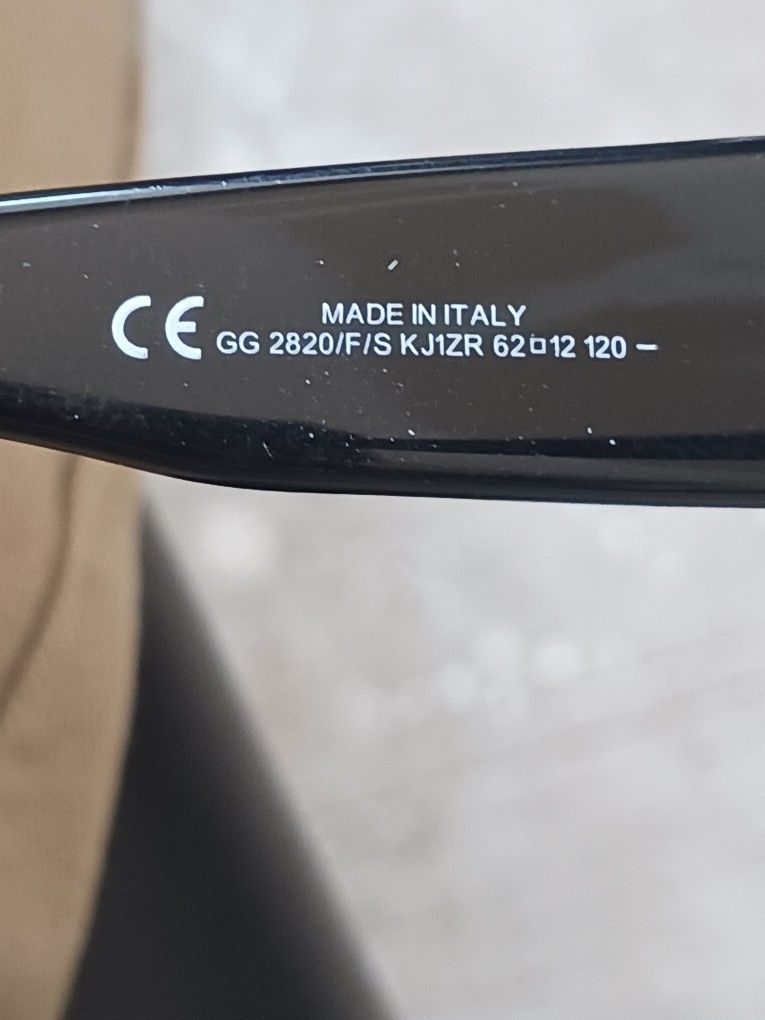 CE
MADE IN ITALY
GG 2820/F/S KJ1ZR 62□12 120 –